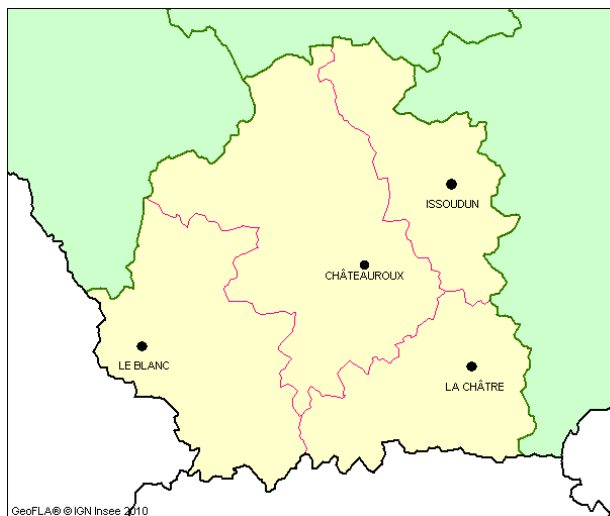 ISSOUDUN
CHÂTEAUROUX
LE BLANC
LA CHÂTRE
GeoFLA® © IGN Insee 2010